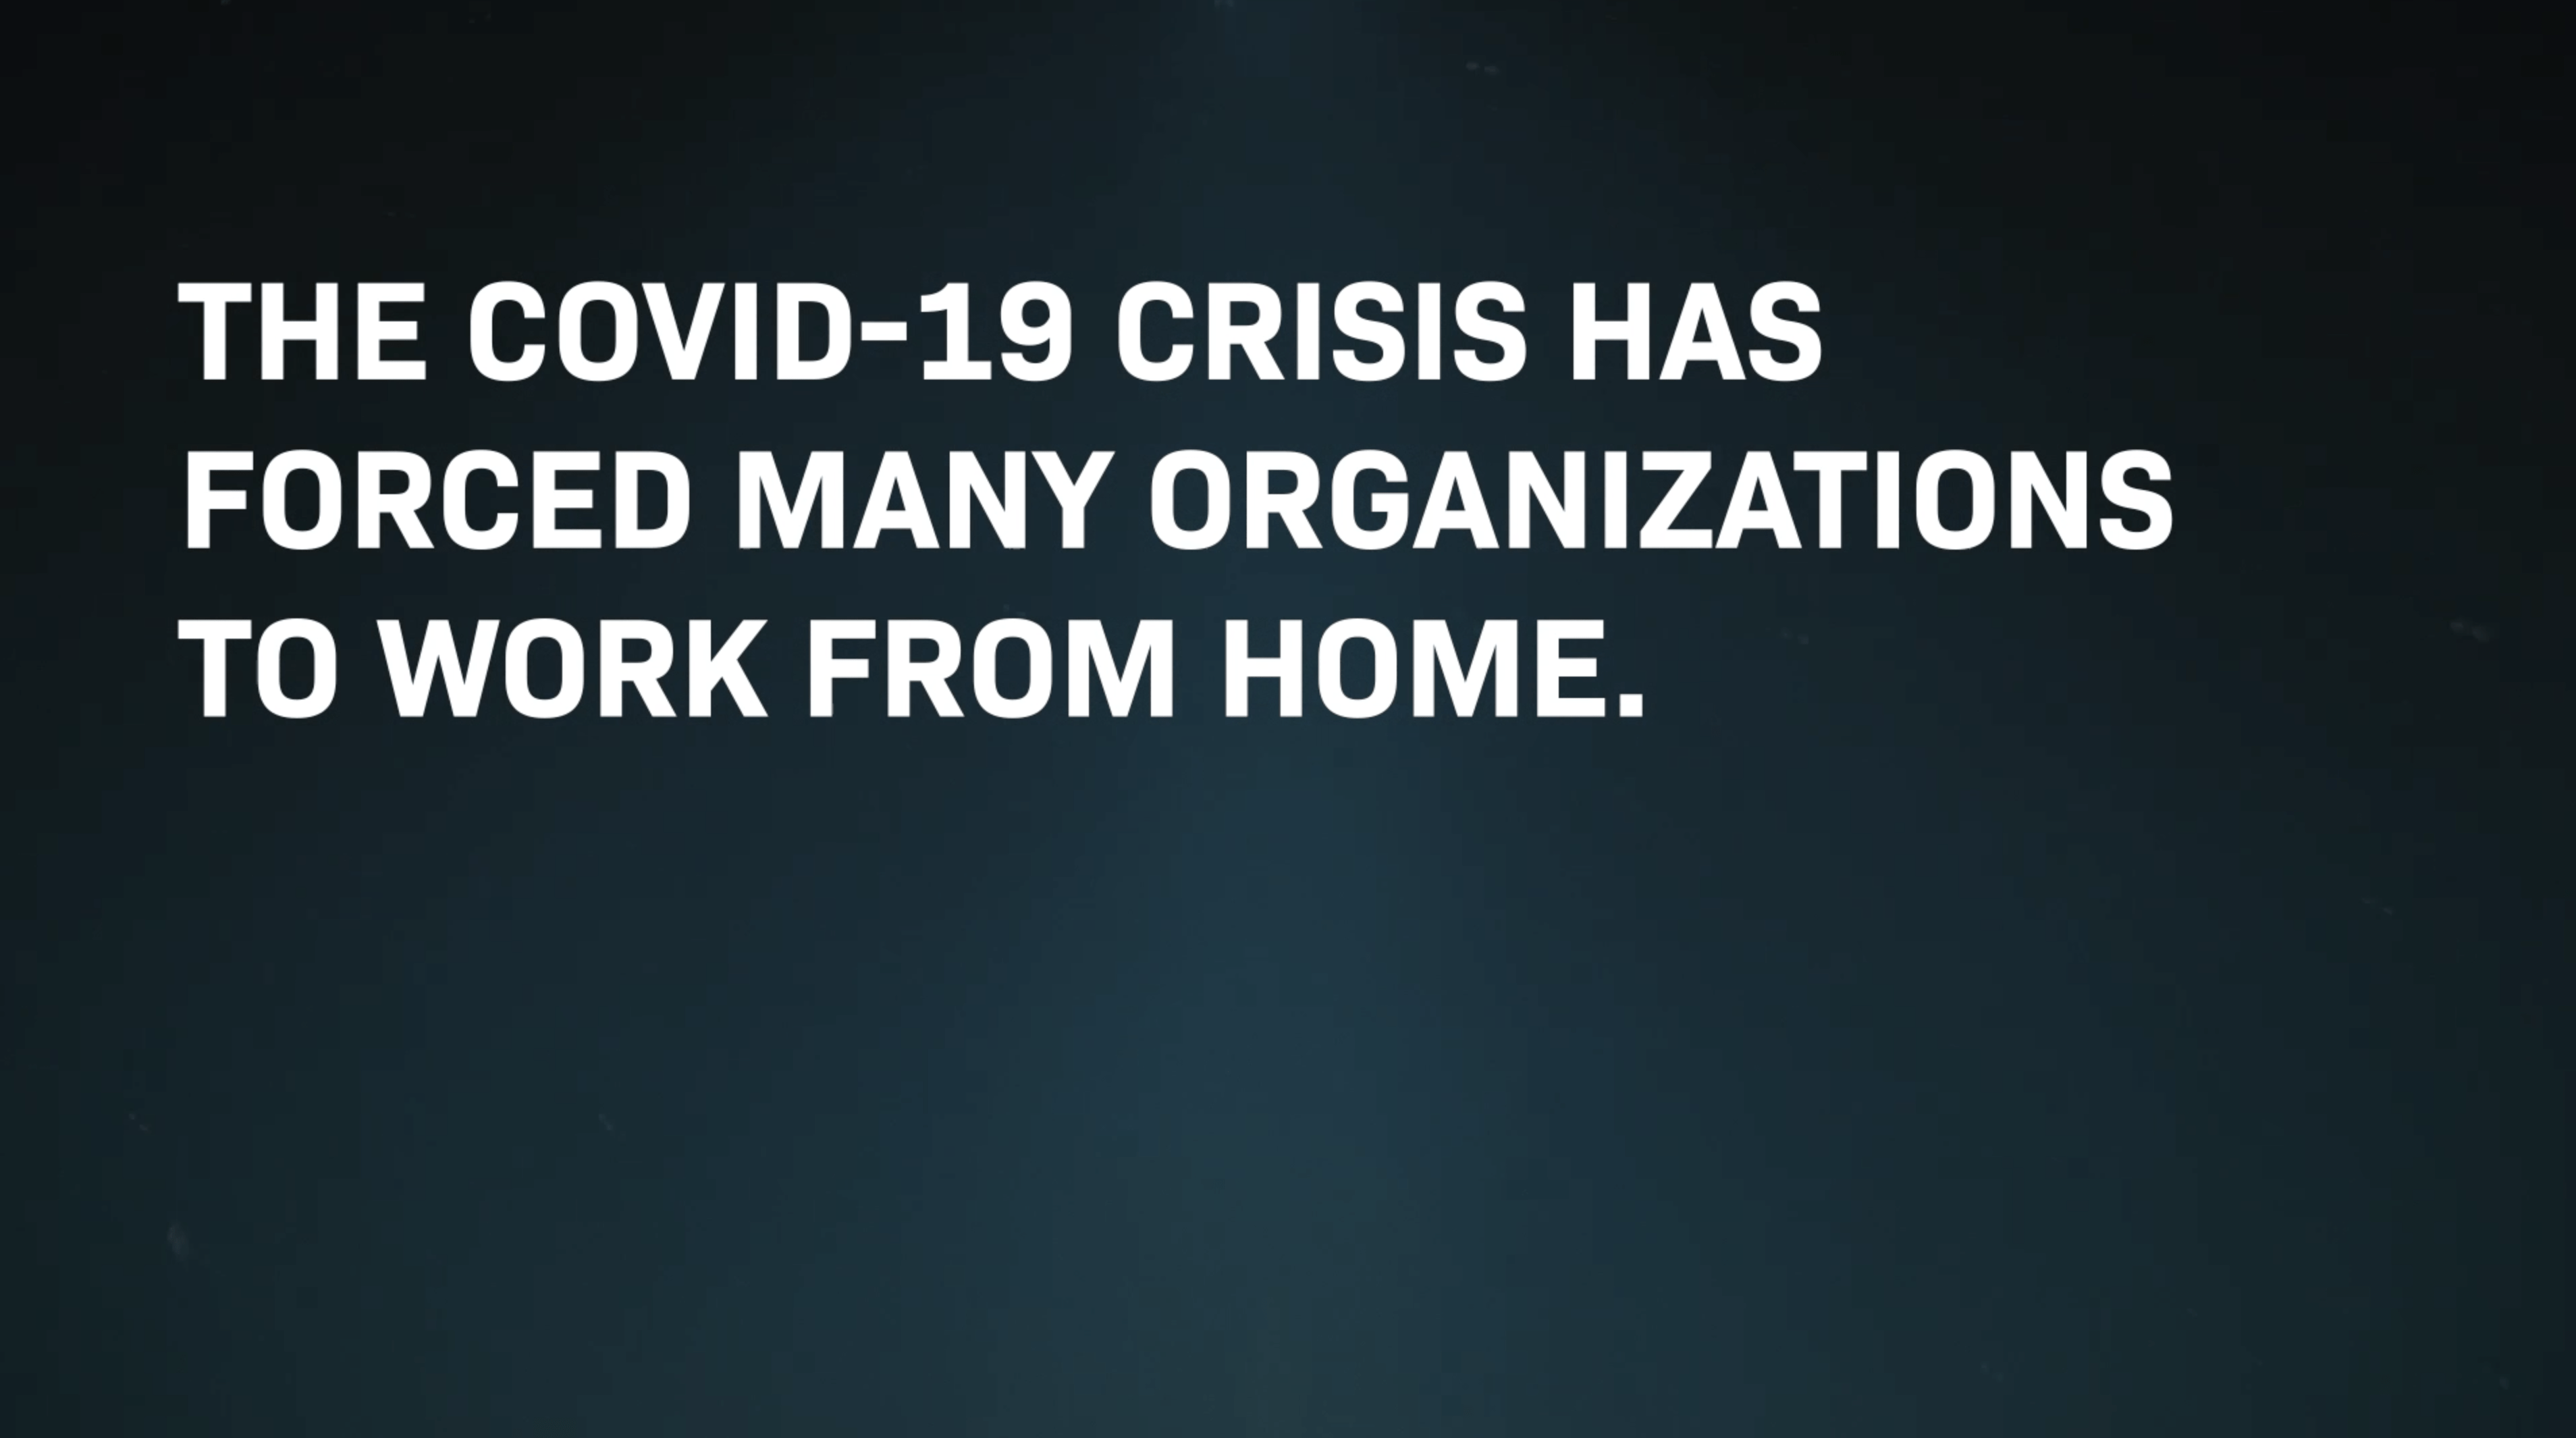 THE COVID-19 CRISIS HAS
FORCED MANY ORGANIZATIONS
TO WORK FROM HOME.